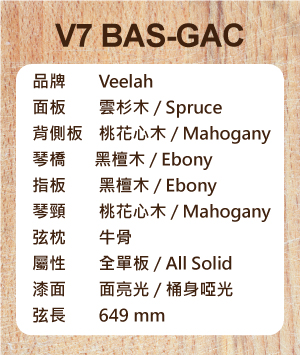 V7 BAS-GAC
品牌 Veelah
面板 雲杉木 / Spruce
背側板 桃花心木 / Mahogany
琴橋 黑檀木 / Ebony
指板 黑檀木 / Ebony
琴頸 桃花心木 / Mahogany
弦枕 牛骨
屬性 全單板 / All Solid
漆面 面亮光 / 桶身啞光
弦長 649 mm